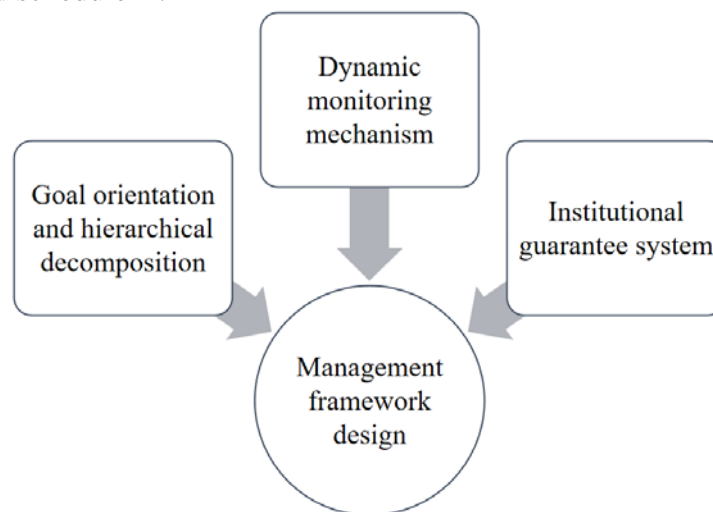 Dynamic
monitoring
mechanism
Goal orientation
and hierarchical
decomposition
Institutional
guarantee system
Management
framework
design